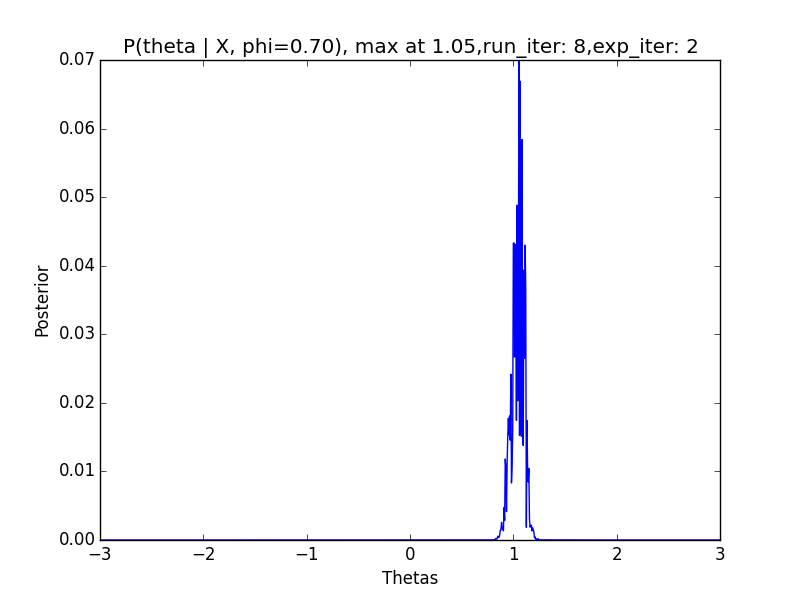 P(theta | X, phi=0.70), max at 1.05,run_iter: 8,exp_iter: 2
0.07
0.06
0.05
0.04
0.03
0.02
0.01
0.00
Posterior
−3 −2 −1 0 1 2 3
Thetas